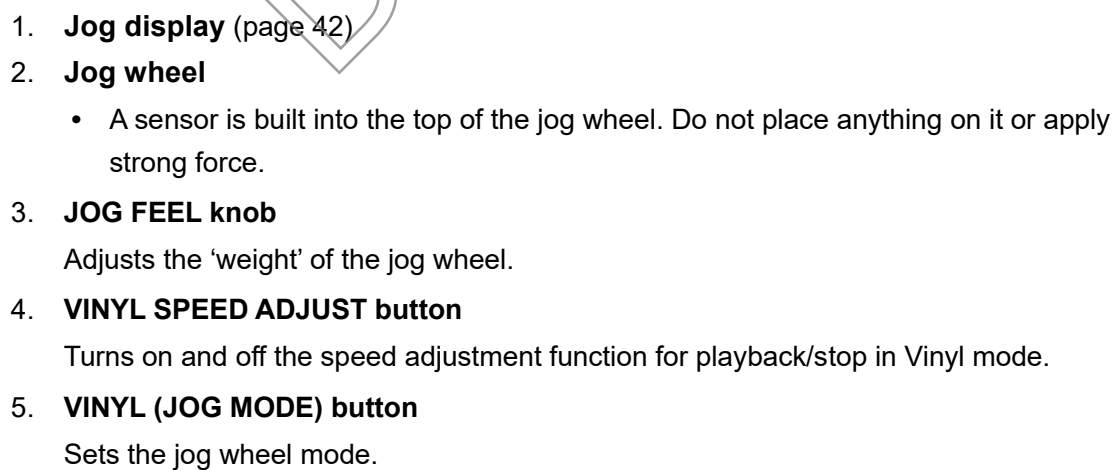 1. Jog display (page 42)
2. Jog wheel
• A sensor is built into the top of the jog wheel. Do not place anything on it or apply
strong force.
3. JOG FEEL knob
Adjusts the ‘weight’ of the jog wheel.
4. VINYL SPEED ADJUST button
Turns on and off the speed adjustment function for playback/stop in Vinyl mode.
5. VINYL (JOG MODE) button
Sets the jog wheel mode.